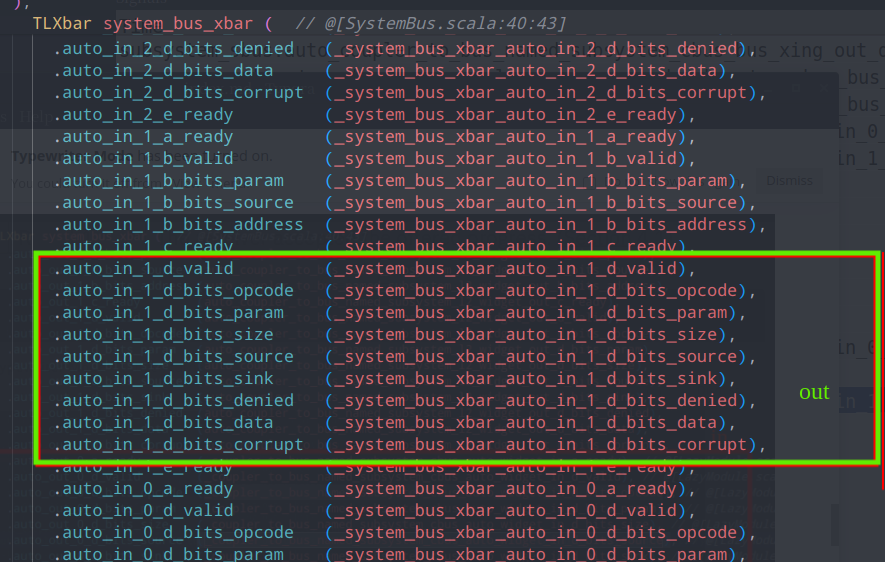 ),
TLXbar system_bus_xbar (   // @[SystemBus.scala:40:43]
.auto_in_2_d_bits_denied   (_system_bus_xbar_auto_in_2_d_bits_denied),
.auto_in_2_d_bits_data     (_system_bus_xbar_auto_in_2_d_bits_data),
.auto_in_2_d_bits_corrupt  (_system_bus_xbar_auto_in_2_d_bits_corrupt),
.auto_in_2_e_ready         (_system_bus_xbar_auto_in_2_e_ready),
.auto_in_1_a_ready         (_system_bus_xbar_auto_in_1_a_ready),
.auto_in_1_b_valid         (_system_bus_xbar_auto_in_1_b_valid),
.auto_in_1_b_bits_param    (_system_bus_xbar_auto_in_1_b_bits_param),
.auto_in_1_b_bits_source   (_system_bus_xbar_auto_in_1_b_bits_source),
Dismiss
.auto_in_1_b_bits_address  (_system_bus_xbar_auto_in_1_b_bits_address),
.auto_in_1_c_ready         (_system_bus_xbar_auto_in_1_c_ready),
.auto_in_1_d_valid         (_system_bus_xbar_auto_in_1_d_valid),
.auto_in_1_d_bits_opcode   (_system_bus_xbar_auto_in_1_d_bits_opcode),
.auto_in_1_d_bits_param    (_system_bus_xbar_auto_in_1_d_bits_param),
.auto_in_1_d_bits_size     (_system_bus_xbar_auto_in_1_d_bits_size),
.auto_in_1_d_bits_source   (_system_bus_xbar_auto_in_1_d_bits_source),
.auto_in_1_d_bits_sink     (_system_bus_xbar_auto_in_1_d_bits_sink),
.auto_in_1_d_bits_denied   (_system_bus_xbar_auto_in_1_d_bits_denied),
out
.auto_in_1_d_bits_data     (_system_bus_xbar_auto_in_1_d_bits_data),
.auto_in_1_d_bits_corrupt  (_system_bus_xbar_auto_in_1_d_bits_corrupt),
.auto_in_1_e_ready         (_system_bus_xbar_auto_in_1_e_ready),
.auto_in_0_a_ready         (_system_bus_xbar_auto_in_0_a_ready),
.auto_in_0_d_valid         (_system_bus_xbar_auto_in_0_d_valid),
.auto_in_0_d_bits_opcode   (_system_bus_xbar_auto_in_0_d_bits_opcode),
.auto_in_0_d_bits_param    (_system_bus_xbar_auto_in_0_d_bits_param),